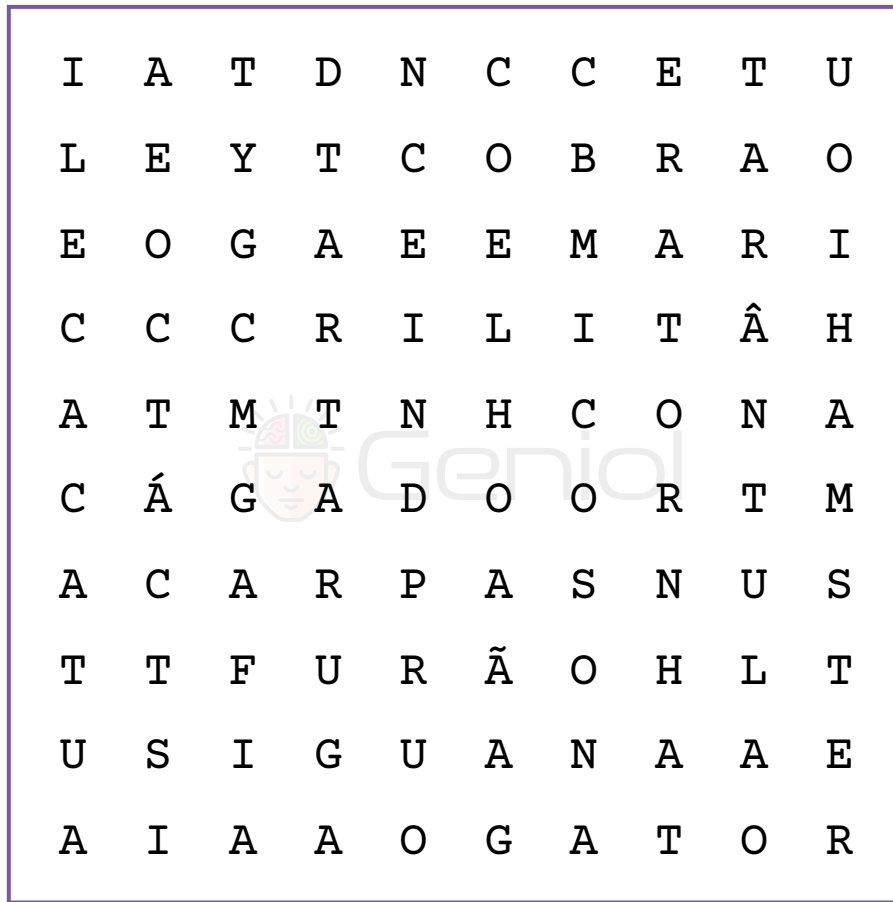 I A T D N C C E T U
L E Y T C O B R A O
E O G A E E M A R I
C C C R I L I T Â H
A T M T N H C O N A
C Á G A D O O R T M
A C A R P A S N U S
T T F U R Ã O H L T
U S I G U A N A A E
A I A A O G A T O R
Geniol